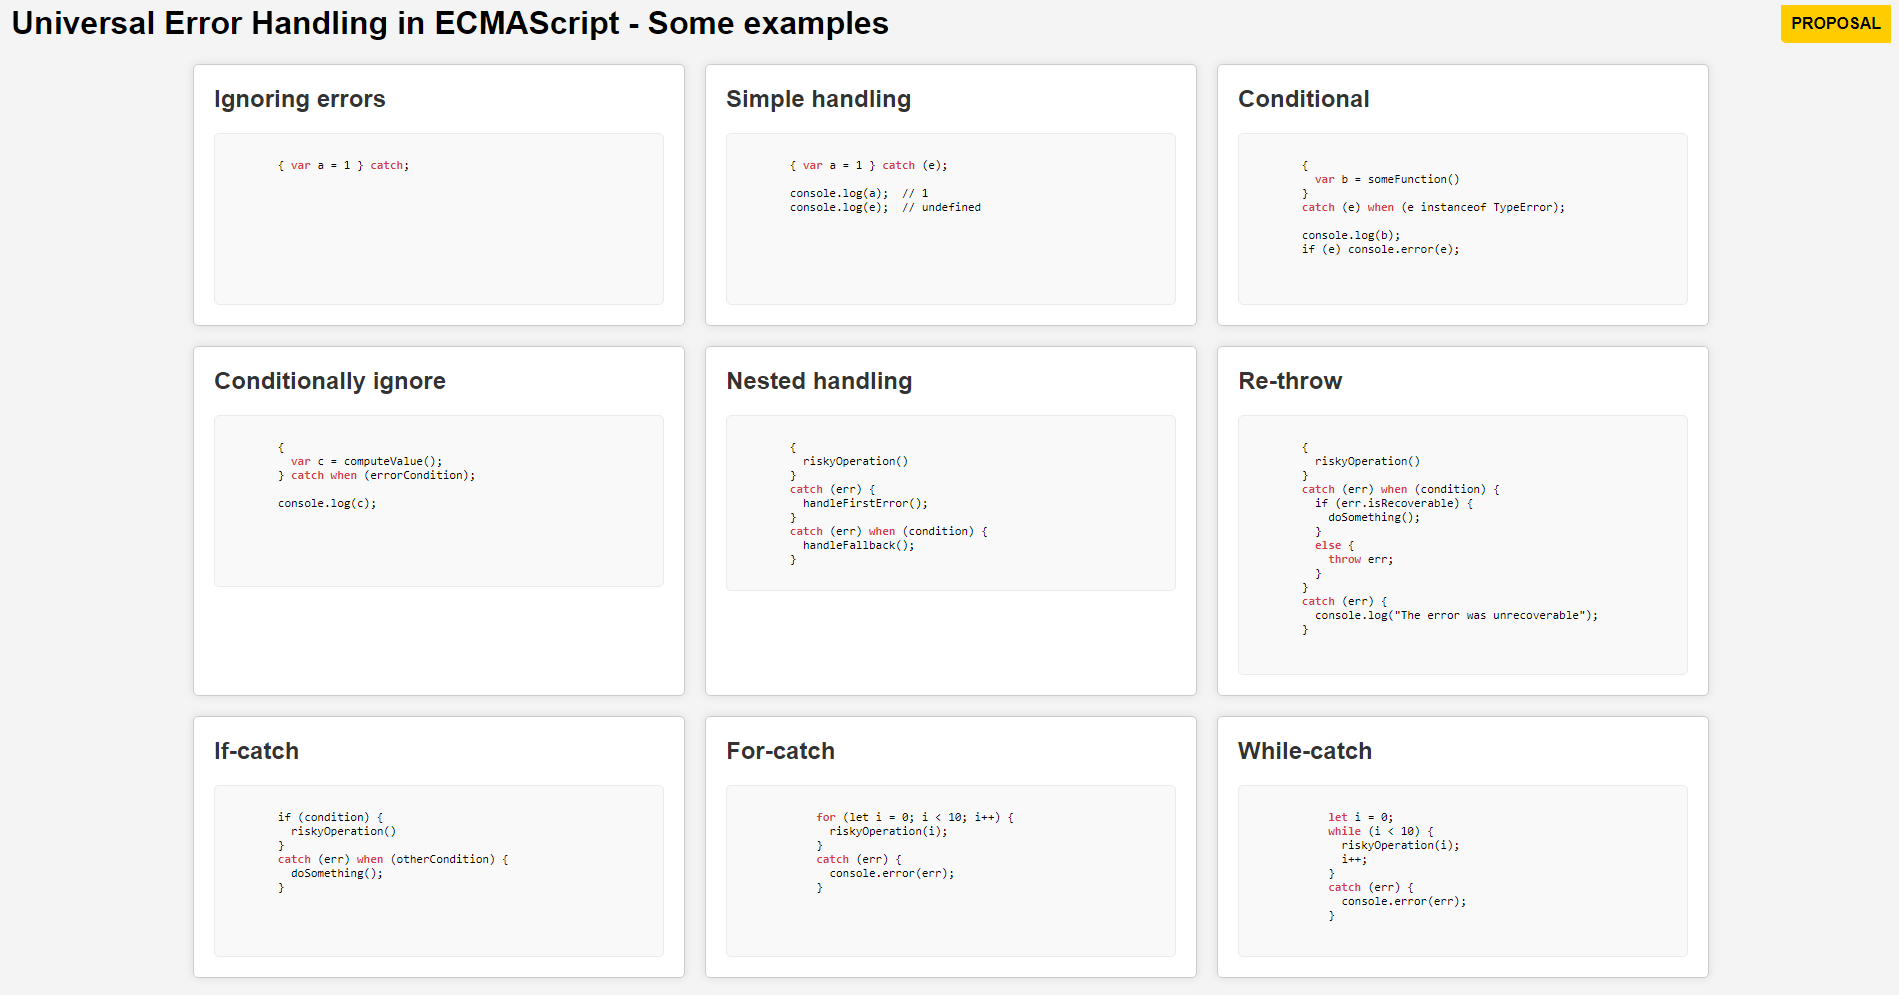 Universal Error Handling in ECMAScript - Some examples
PROPOSAL
Ignoring errors
{ var a = 1 } catch;
Simple handling
{ var a = 1 } catch (e);
console.log(a);  // 1
console.log(e);  // undefined
Conditional
{
  var b = someFunction()
}
catch (e) when (e instanceof TypeError);
console.log(b);
if (e) console.error(e);
Conditionally ignore
{
  var c = computeValue();
} catch when (errorCondition);
console.log(c);
Nested handling
{
  riskyOperation()
}
catch (err) {
  handleFirstError();
}
catch (err) when (condition) {
  handleFallback();
}
Re-throw
{
  riskyOperation()
}
catch (err) when (condition) {
  if (err.isRecoverable) {
    doSomething();
  }
  else {
    throw err;
  }
}
catch (err) {
  console.log("The error was unrecoverable");
}
If-catch
if (condition) {
  riskyOperation()
}
catch (err) when (otherCondition) {
  doSomething();
}
For-catch
for (let i = 0; i < 10; i++) {
  riskyOperation(i);
}
catch (err) {
  console.error(err);
}
While-catch
let i = 0;
while (i < 10) {
  riskyOperation(i);
  i++;
}
catch (err) {
  console.error(err);
}